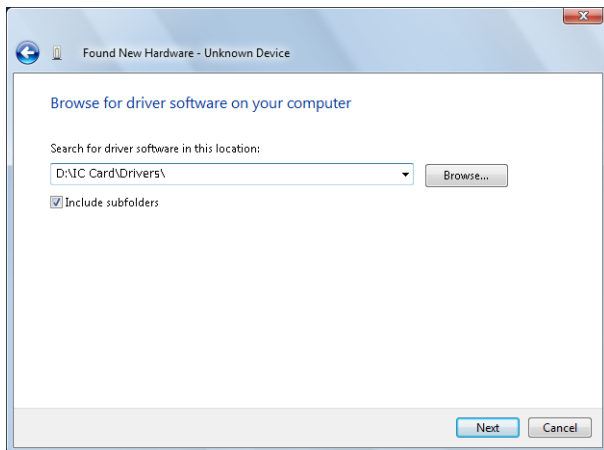 Found New Hardware - Unknown Device
Browse for driver software on your computer
Search for driver software in this location:
D:\IC Card\Drivers\
Browse...
Include subfolders
Next
Cancel